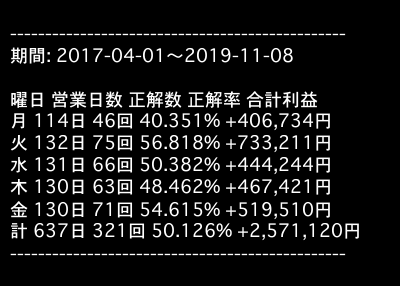 ------------------------------------------------
期間: 2017-04-01〜2019-11-08
曜日 営業日数 正解数 正解率 合計利益
月 114日 46回 40.351% +406,734円
火 132日 75回 56.818% +733,211円
水 131日 66回 50.382% +444,244円
木 130日 63回 48.462% +467,421円
金 130日 71回 54.615% +519,510円
計 637日 321回 50.126% +2,571,120円
------------------------------------------------